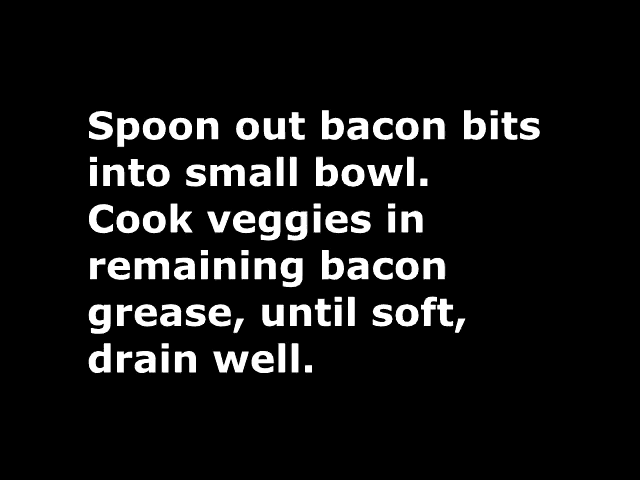 Spoon out bacon bits
into small bowl.
Cook veggies in
remaining bacon
grease, until soft,
drain well.